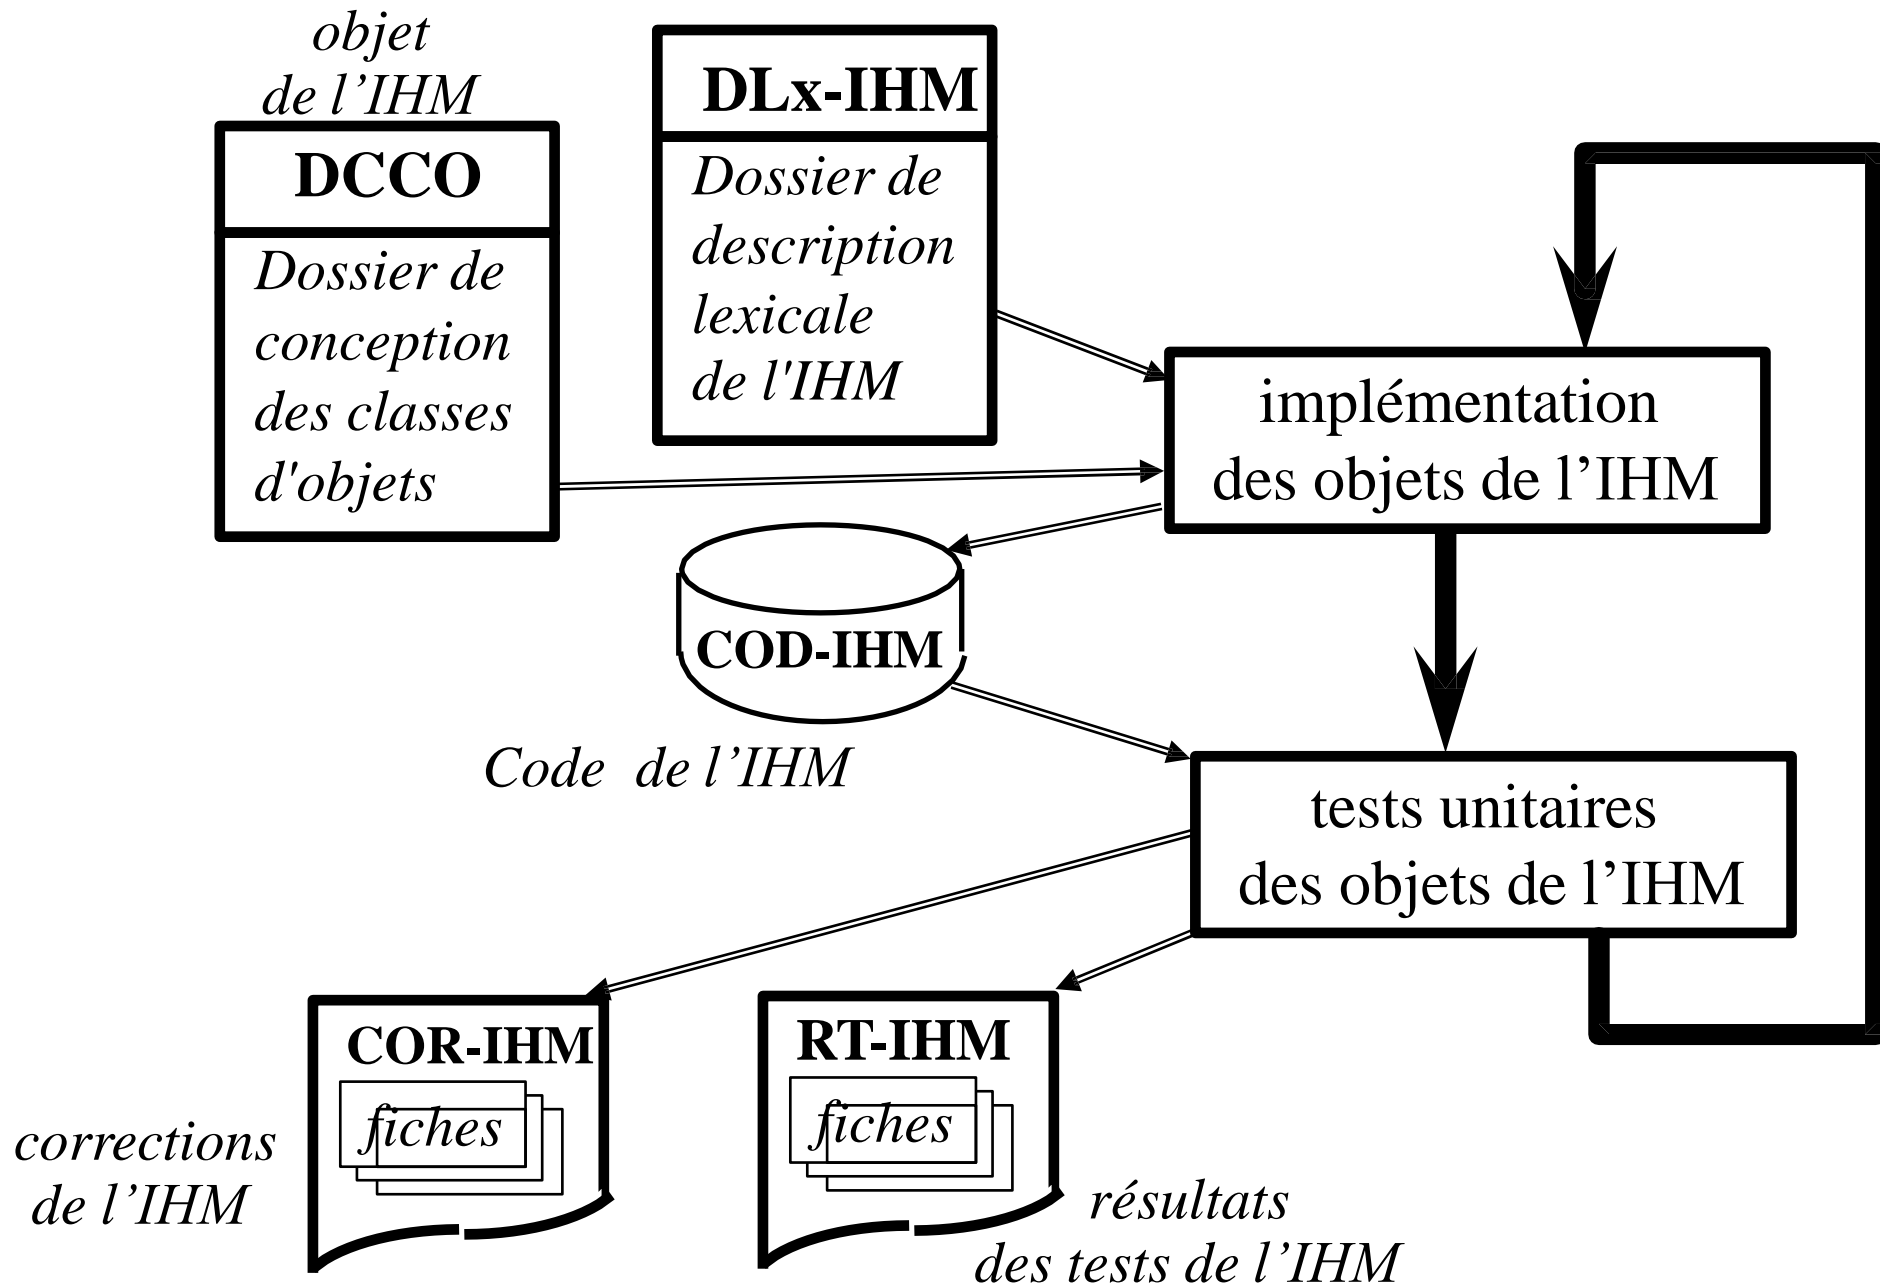 objet
de l’IHM
DCCO
Dossier de
conception
des classes
d'objets
DLx-IHM
Dossier de
description
lexicale
de l'IHM
implémentation
des objets de l’IHM
COD-IHM
Code de l’IHM
tests unitaires
des objets de l’IHM
COR-IHM
fiches
corrections
de l’IHM
RT-IHM
fiches
résultats
des tests de l’IHM